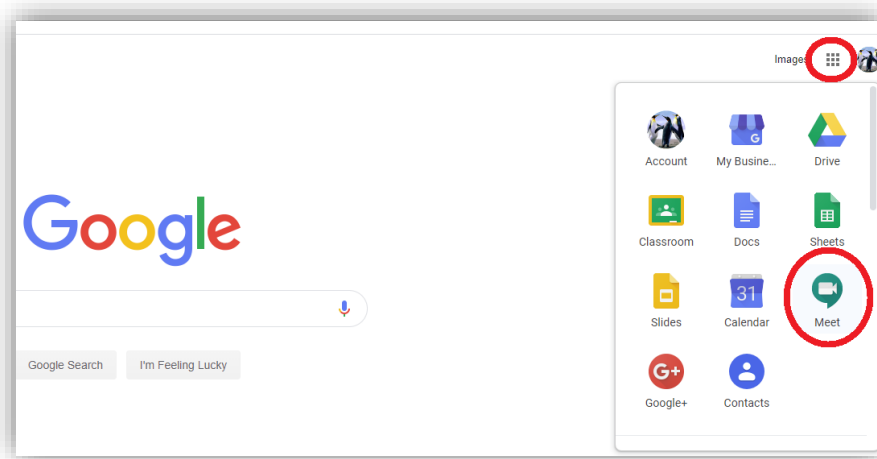 Images
Account My Busine... Drive
G
Google
Classroom Docs Sheets
31
Slides Calendar Meet
Google Search I'm Feeling Lucky
G+
Google+ Contacts